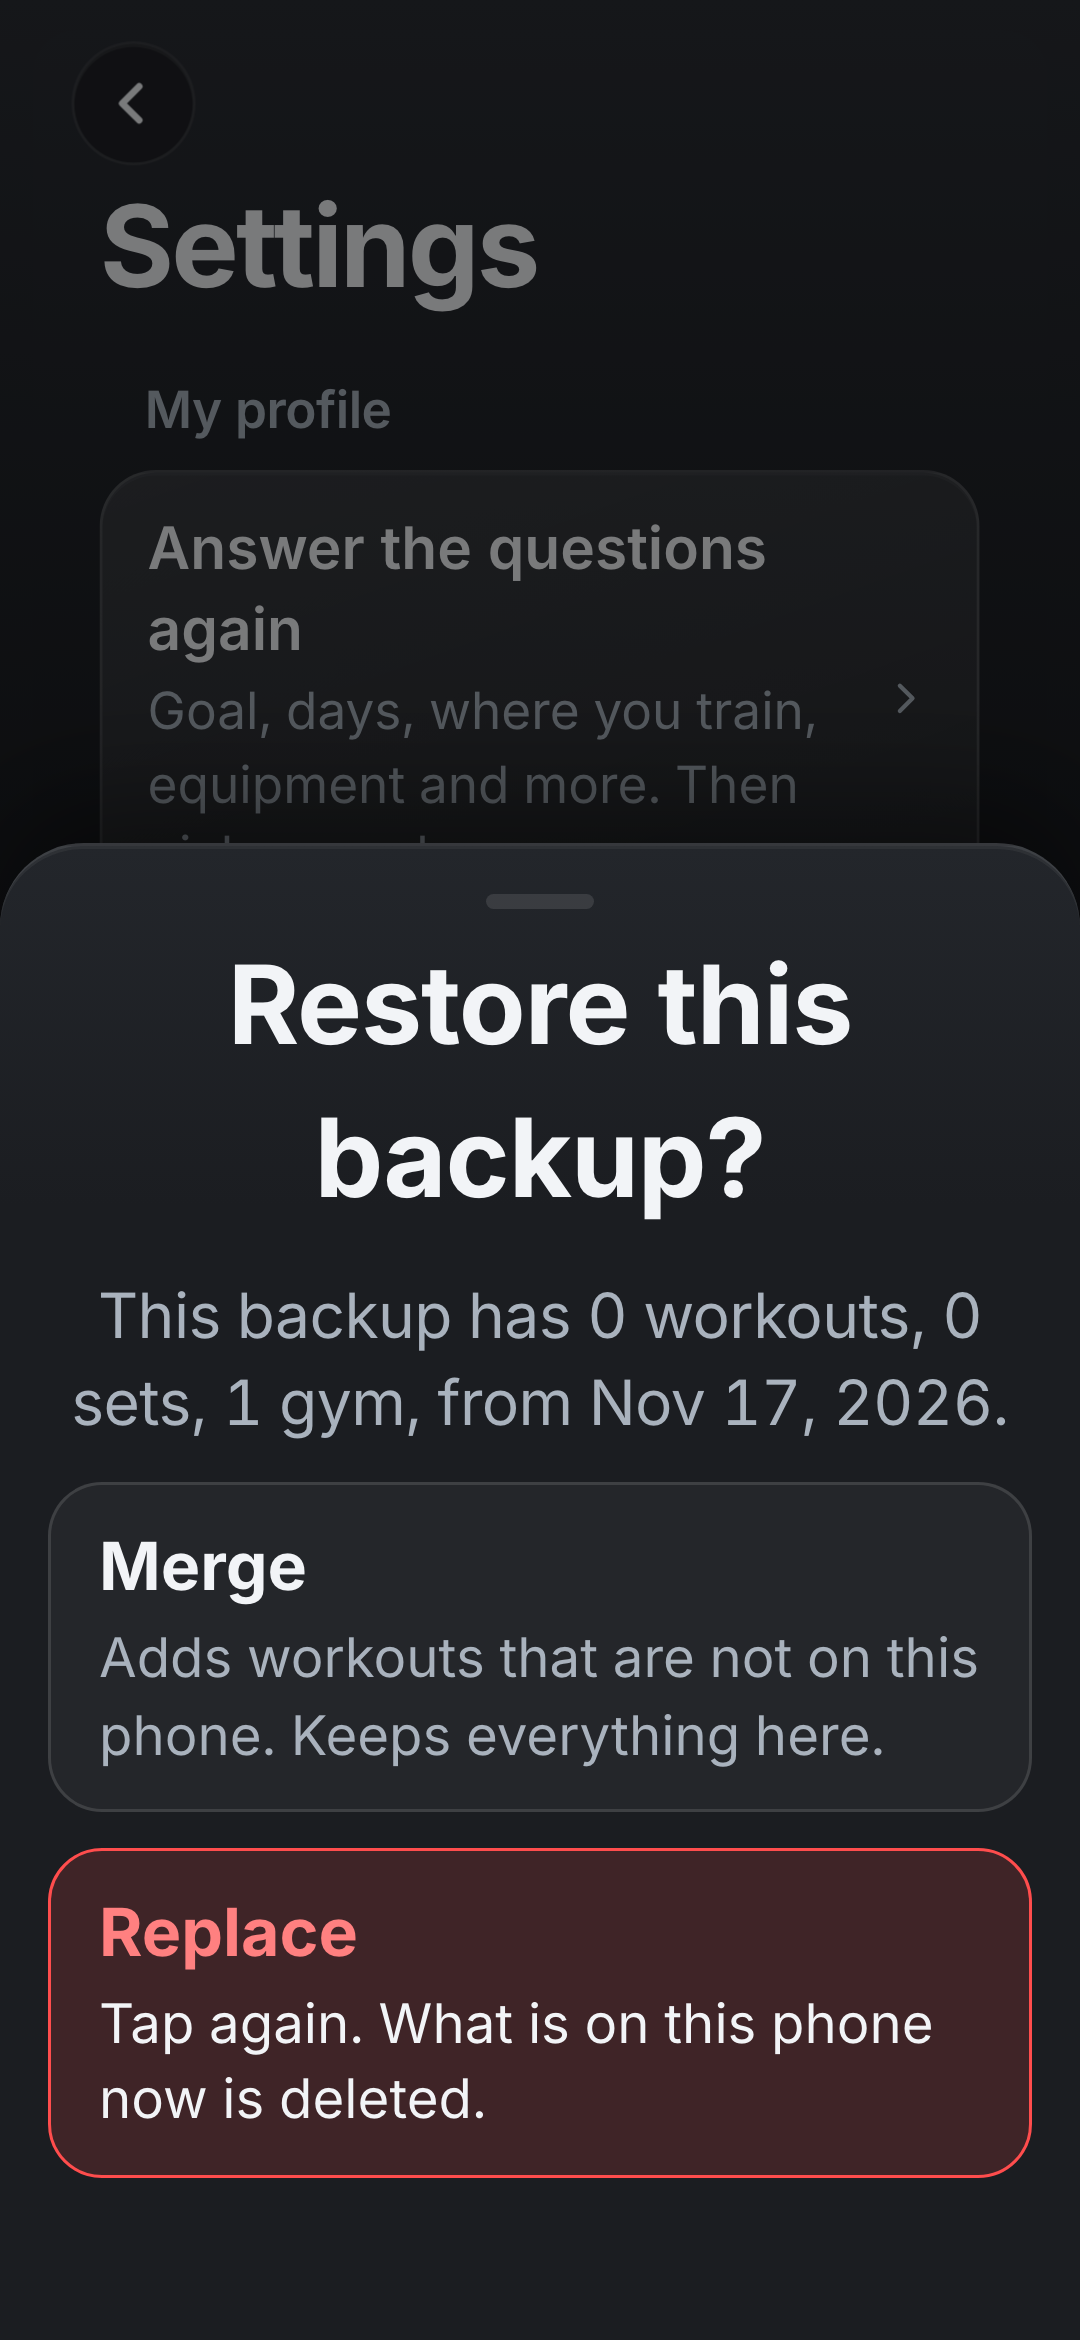 Settings
My profile
Answer the questions
again
Goal, days, where you train,
equipment and more. Then
Restore this
backup?
This backup has 0 workouts, 0
sets, 1 gym, from Nov 17, 2026.
Merge
Adds workouts that are not on this
phone. Keeps everything here.
Replace
Tap again. What is on this phone
now is deleted.